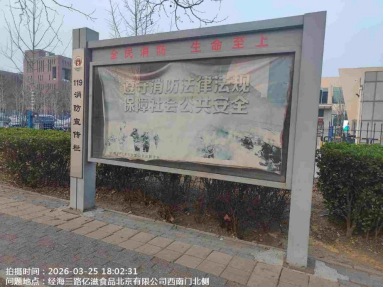 全民消防 生命至上
119消防宣传栏
遵守消防法律法规
保障社会公共安全
拍摄时间：2026-03-25 18:02:31
问题地点：经海三路亿滋食品北京有限公司西南门北侧